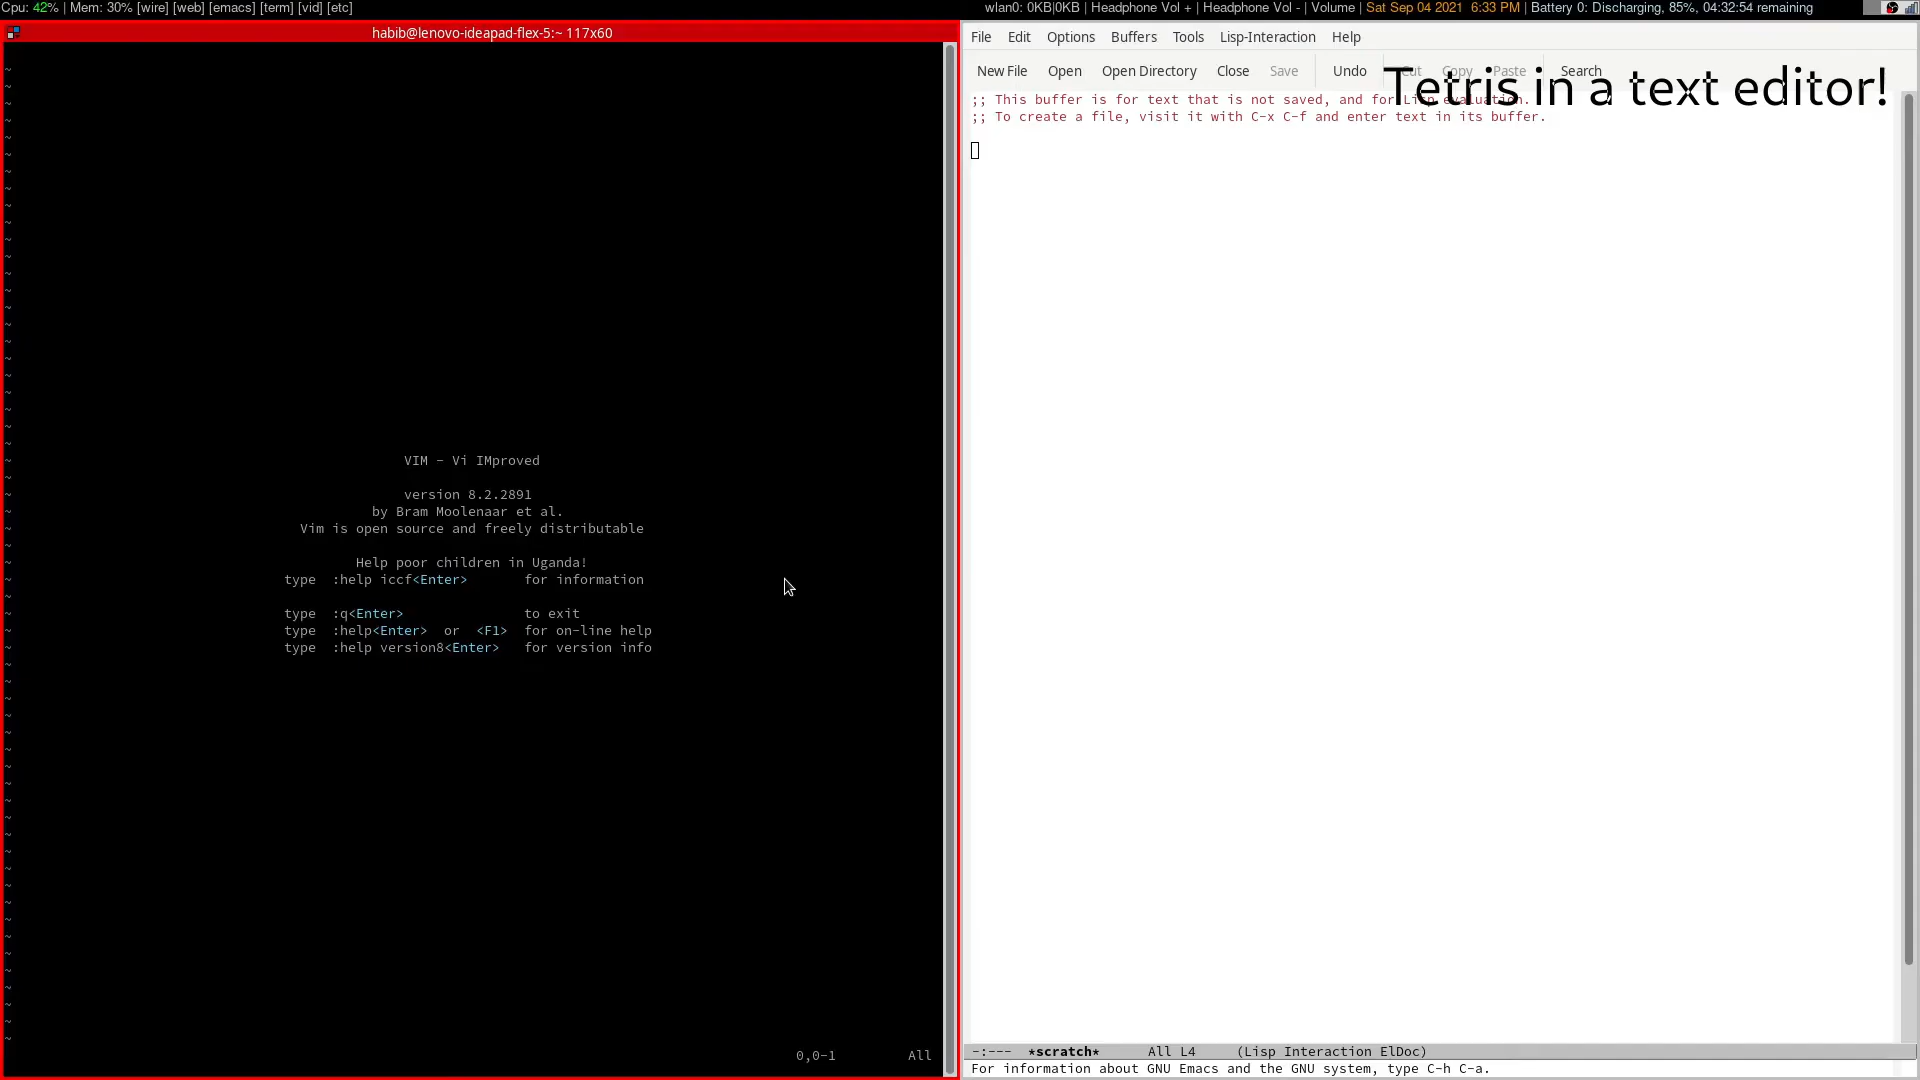 Cpu: 42% | Mem: 30% [wire] [web] [emacs] [term] [vid] [etc]
wlan0: 0KB|0KB | Headphone Vol + | Headphone Vol - | Volume | Sat Sep 04 2021 6:33 PM | Battery 0: Discharging, 85%, 04:32:54 remaining
habib@lenovo-ideapad-flex-5:~ 117x60
VIM - Vi IMproved
version 8.2.2891
by Bram Moolenaar et al.
Vim is open source and freely distributable
Help poor children in Uganda!
type :help iccf<Enter> for information
type :q<Enter> to exit
type :help<Enter> or <F1> for on-line help
type :help version8<Enter> for version info
0,0-1 All
File Edit Options Buffers Tools Lisp-Interaction Help
New File Open Open Directory Close Save Undo Cut Copy Paste Search
Tetris in a text editor!
;; This buffer is for text that is not saved, and for Lisp evaluation.
;; To create a file, visit it with C-x C-f and enter text in its buffer.
-:--- *scratch* All L4 (Lisp Interaction ElDoc)
For information about GNU Emacs and the GNU system, type C-h C-a.